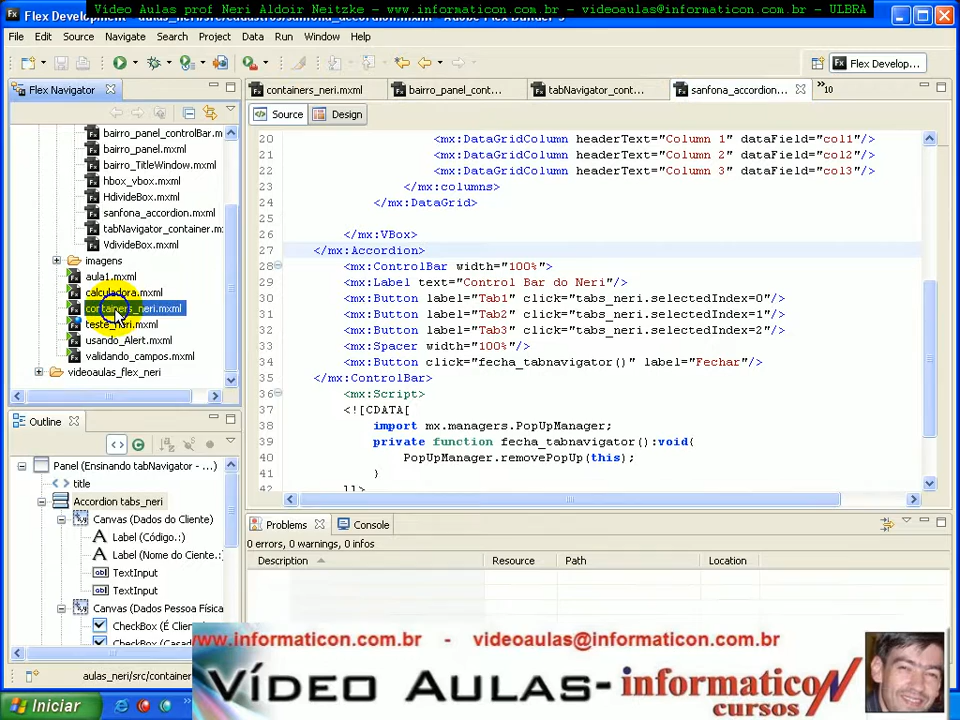 Vídeo Aulas prof Neri Aldoir Neitzke - www.informaticon.com.br - videoaulas@informaticon.com.br - ULBRA
File Edit Source Navigate Search Project Data Run Window Help
Flex Develop...
Flex Navigator
bairro_panel_controlBar.m
bairro_panel.mxml
bairro_TitleWindow.mxml
hbox_vbox.mxml
HdivideBox.mxml
sanfona_accordion.mxml
tabNavigator_container.m
VdivideBox.mxml
imagens
aula1.mxml
calculadora.mxml
containers_neri.mxml
teste_neri.mxml
usando_Alert.mxml
validando_campos.mxml
videoaulas_flex_neri
Outline
Panel (Ensinando tabNavigator - ...)
title
Accordion tabs_neri
Canvas (Dados do Cliente)
Label (Código.:)
Label (Nome do Ciente.:)
TextInput
TextInput
Canvas (Dados Pessoa Física
CheckBox (É Clien
CheckBox (Casad
containers_neri.mxml bairro_panel_cont... tabNavigator_cont... sanfona_accordion... »10
Source Design
20 <mx:DataGridColumn headerText="Column 1" dataField="col1"/>
21 <mx:DataGridColumn headerText="Column 2" dataField="col2"/>
22 <mx:DataGridColumn headerText="Column 3" dataField="col3"/>
23 </mx:columns>
24 </mx:DataGrid>
25
26 </mx:VBox>
27 </mx:Accordion>
28 <mx:ControlBar width="100%">
29 <mx:Label text="Control Bar do Neri"/>
30 <mx:Button label="Tab1" click="tabs_neri.selectedIndex=0"/>
31 <mx:Button label="Tab2" click="tabs_neri.selectedIndex=1"/>
32 <mx:Button label="Tab3" click="tabs_neri.selectedIndex=2"/>
33 <mx:Spacer width="100%"/>
34 <mx:Button click="fecha_tabnavigator()" label="Fechar"/>
35 </mx:ControlBar>
36 <mx:Script>
37 <![CDATA[
38 import mx.managers.PopUpManager;
39 private function fecha_tabnavigator():void{
40 PopUpManager.removePopUp(this);
41 }
42 ]]>
Problems Console
0 errors, 0 warnings, 0 infos
Description Resource Path Location
aulas_neri/src/container
www.informaticon.com.br - videoaulas@informaticon.com.br
VÍDEO AULAS- informaticoN
cursos
Iniciar